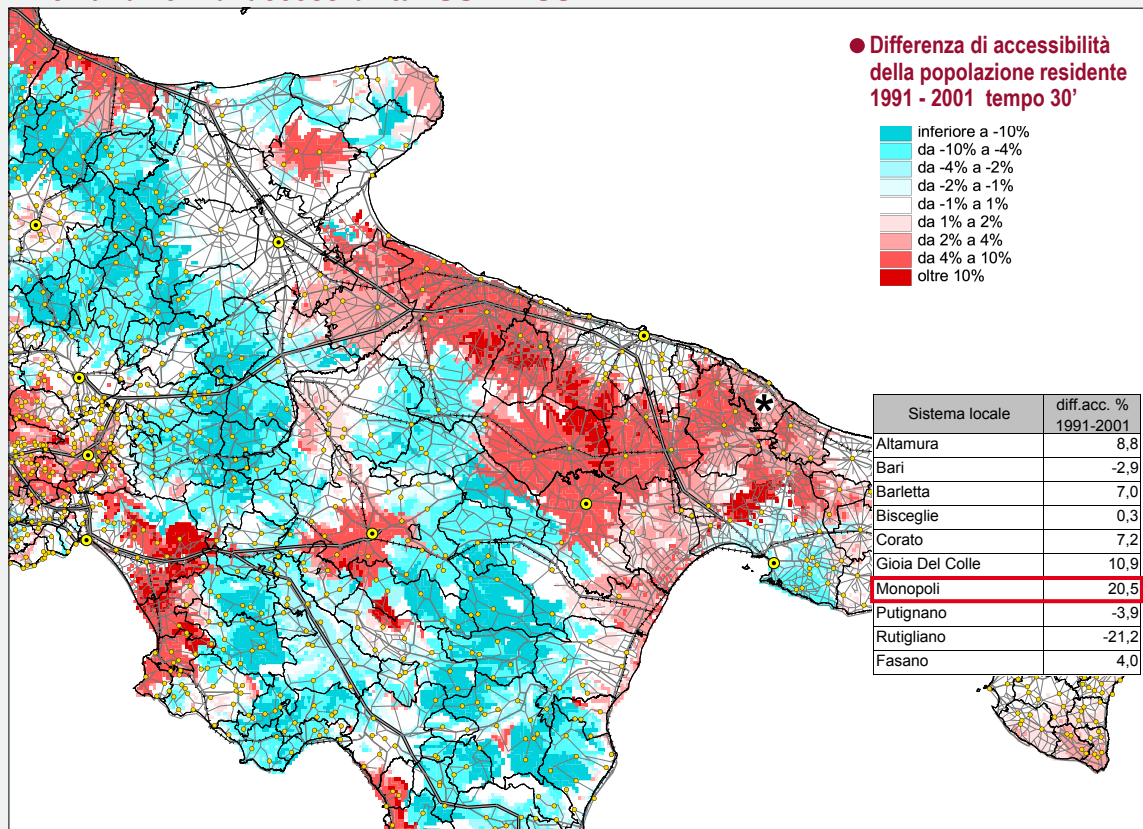 ● Differenza di accessibilità
della popolazione residente
1991 - 2001 tempo 30’
inferiore a -10%
da -10% a -4%
da -4% a -2%
da -2% a -1%
da -1% a 1%
da 1% a 2%
da 2% a 4%
da 4% a 10%
oltre 10%
*
Sistema locale diff.acc. %
1991-2001
Altamura 8,8
Bari -2,9
Barletta 7,0
Bisceglie 0,3
Corato 7,2
Gioia Del Colle 10,9
Monopoli 20,5
Putignano -3,9
Rutigliano -21,2
Fasano 4,0